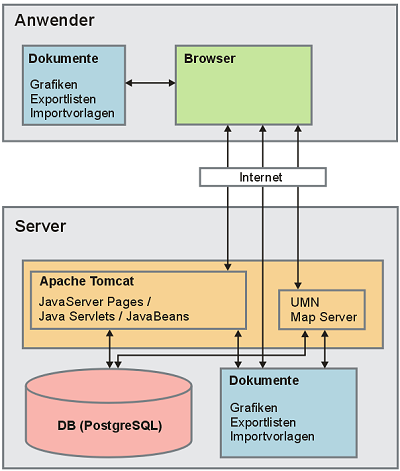 Anwender
Dokumente
Grafiken
Exportlisten
Importvorlagen
Browser
Internet
Server
Apache Tomcat
JavaServer Pages /
Java Servlets / JavaBeans
UMN
Map Server
DB (PostgreSQL)
Dokumente
Grafiken
Exportlisten
Importvorlagen